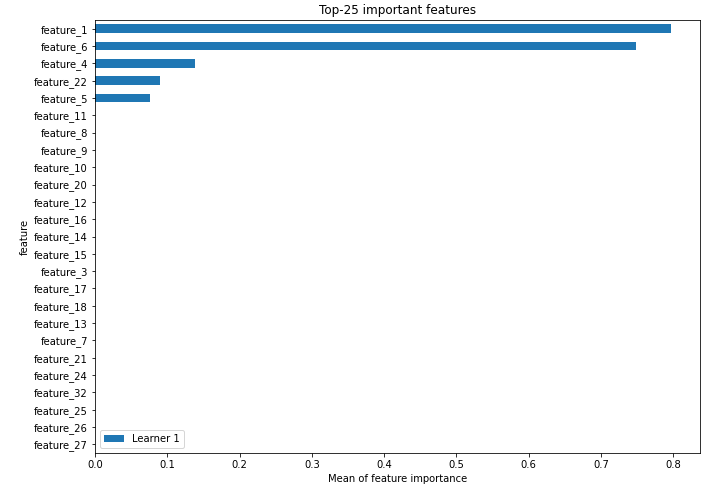 Top-25 important features
feature_1
feature_6
feature_4
feature_22
feature_5
feature_11
feature_8
feature_9
feature_10
feature_20
feature_12
feature_16
feature_14
feature_15
feature_3
feature_17
feature_18
feature_13
feature_7
feature_21
feature_24
feature_32
feature_25
feature_26
feature_27
feature
Learner 1
0.0 0.1 0.2 0.3 0.4 0.5 0.6 0.7 0.8
Mean of feature importance